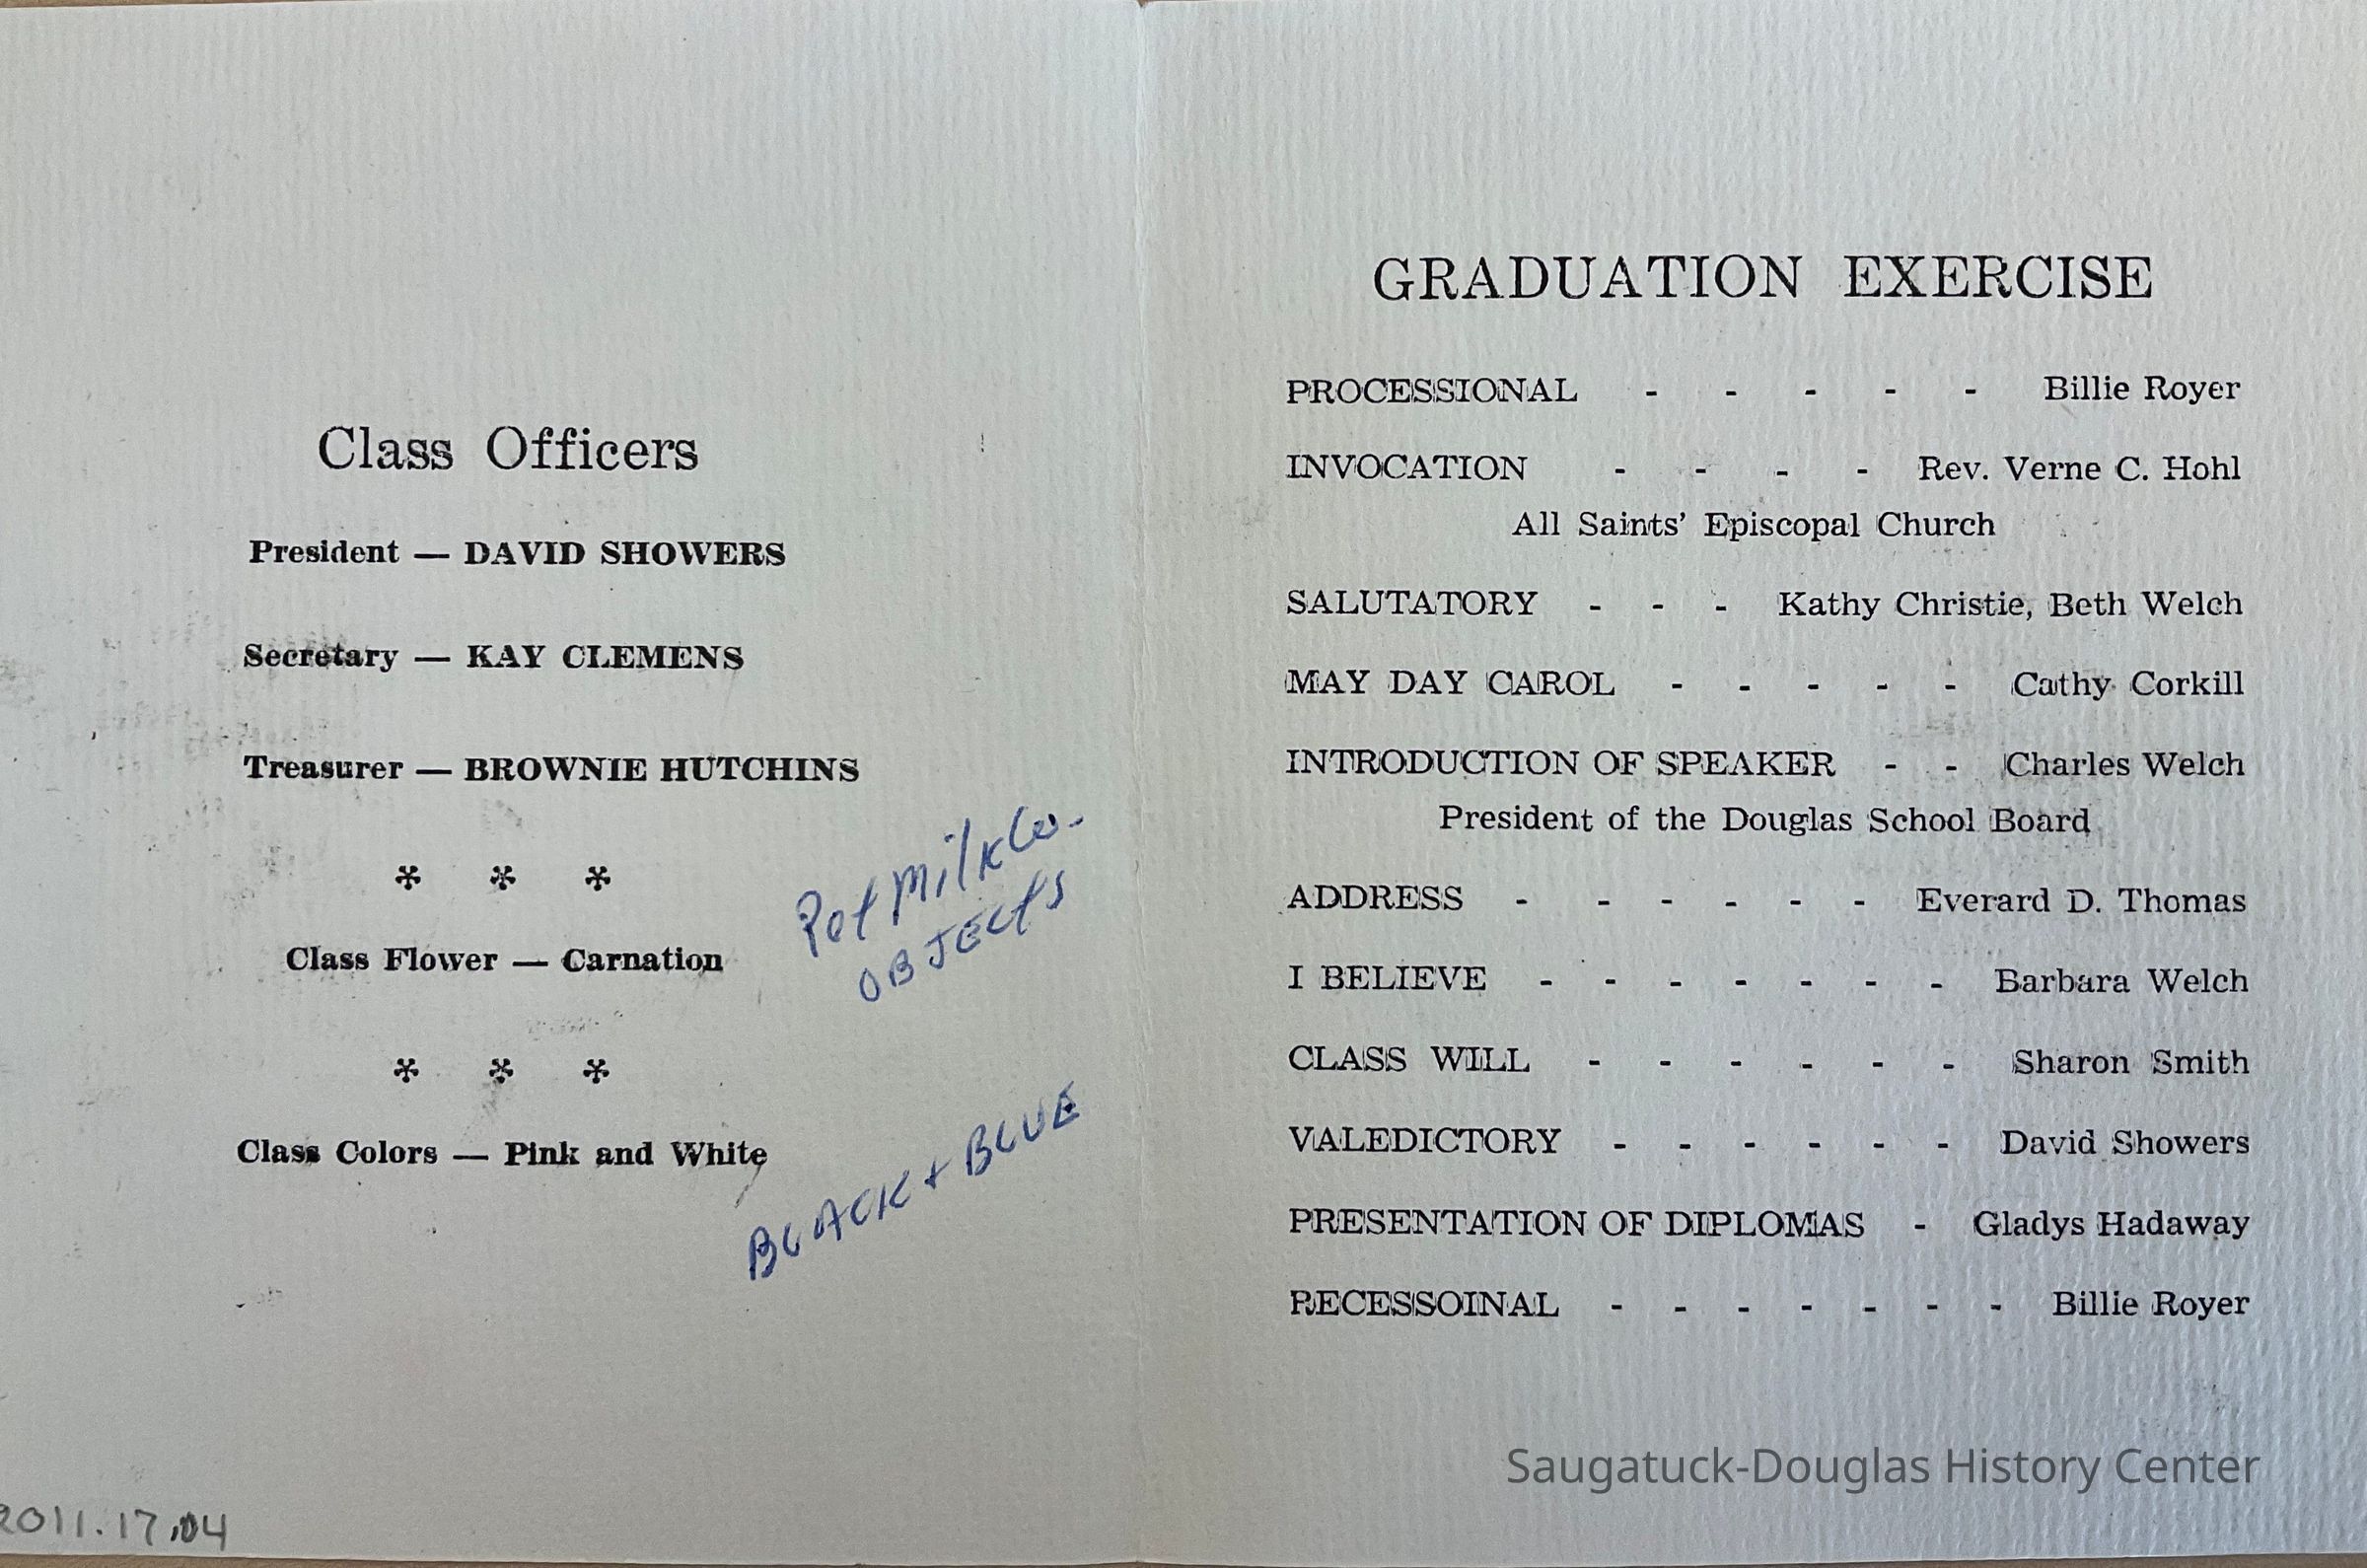 Class Officers
President — DAVID SHOWERS
Secretary — KAY CLEMENS
Treasurer — BROWNIE HUTCHINS
* * *
Pet Milk Co.
OBJECTS
Class Flower — Carnation
* * *
Class Colors — Pink and White
BLACK + BLUE
2011.17.04
GRADUATION EXERCISE
PROCESSIONAL - - - - - Billie Royer
INVOCATION - - - - Rev. Verne C. Hohl
All Saints' Episcopal Church
SALUTATORY - - - Kathy Christie, Beth Welch
MAY DAY CAROL - - - - - Cathy Corkill
INTRODUCTION OF SPEAKER - - Charles Welch
President of the Douglas School Board
ADDRESS - - - - - - Everard D. Thomas
I BELIEVE - - - - - - - Barbara Welch
CLASS WILL - - - - - - Sharon Smith
VALEDICTORY - - - - - - David Showers
PRESENTATION OF DIPLOMAS - Gladys Hadaway
RECESSOINAL - - - - - - - Billie Royer
Saugatuck-Douglas History Center